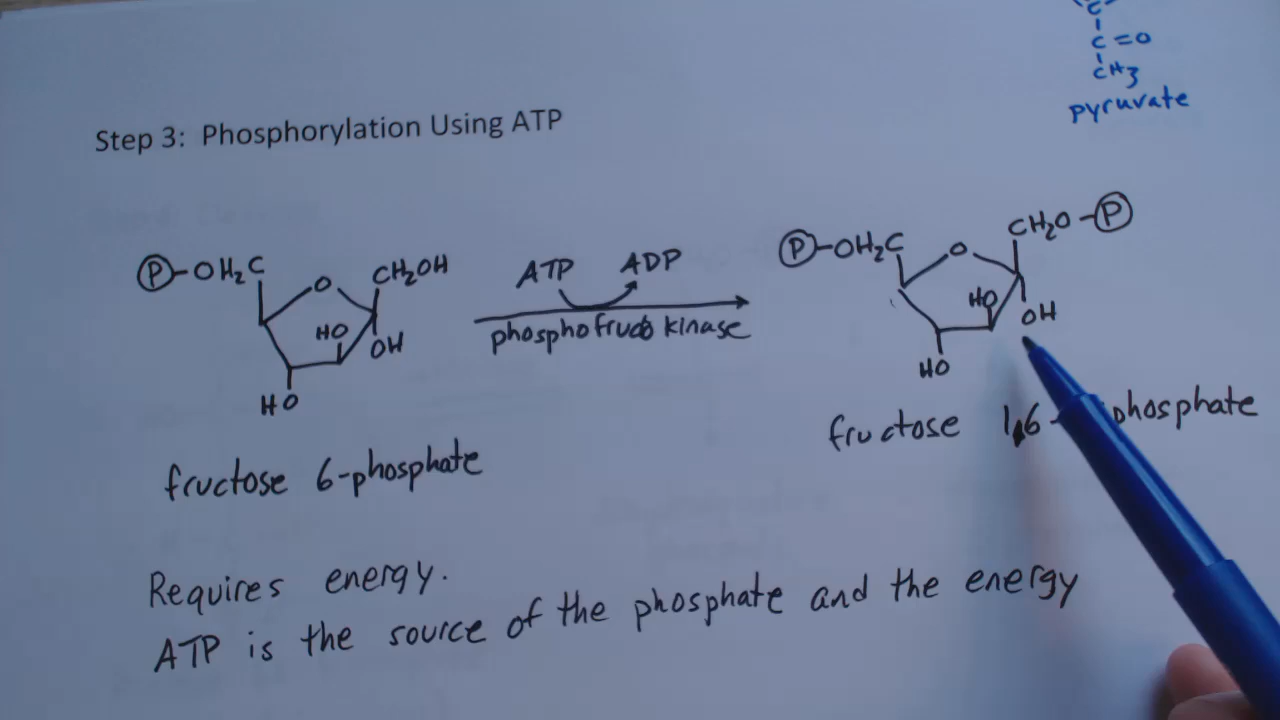 C
C=O
CH3
pyruvate
Step 3: Phosphorylation Using ATP
P-OH2C O CH2OH
HO
OH
HO
fructose 6-phosphate
ATP ADP
phosphofructokinase
P-OH2C O CH2O-P
HO
OH
HO
fructose 1,6- phosphate
Requires energy.
ATP is the source of the phosphate and the energy